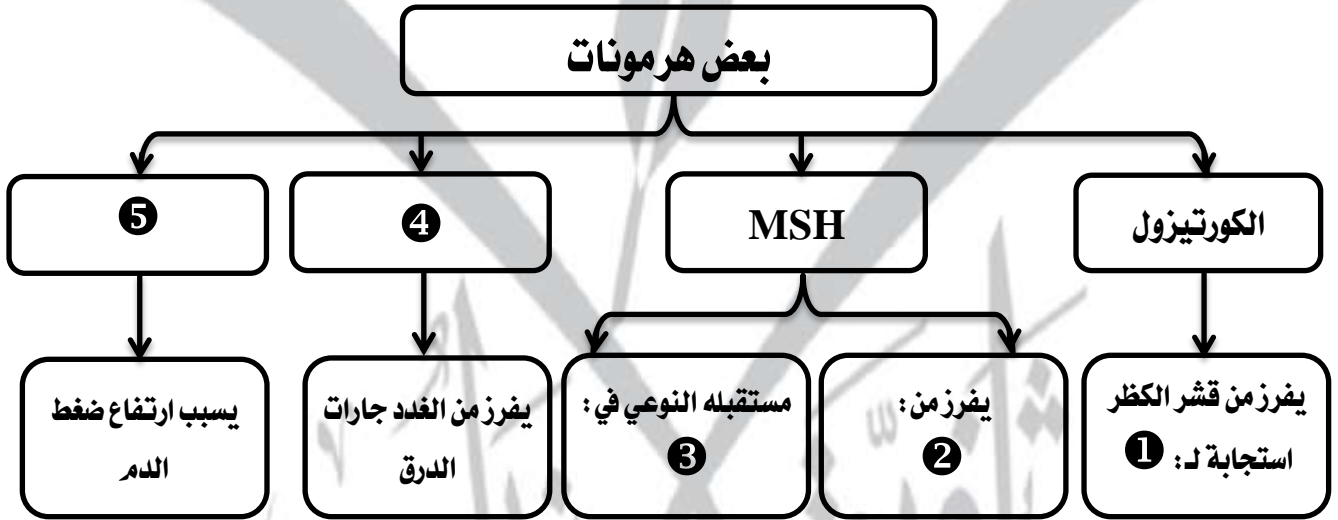 بعض هرمونات
الكورتيزول
MSH
❹
❺
يفرز من قشر الكظر
استجابة لـ: ❶
يفرز من:
❷
مستقبله النوعي في:
❸
يفرز من الغدد جارات
الدرق
يسبب ارتفاع ضغط
الدم